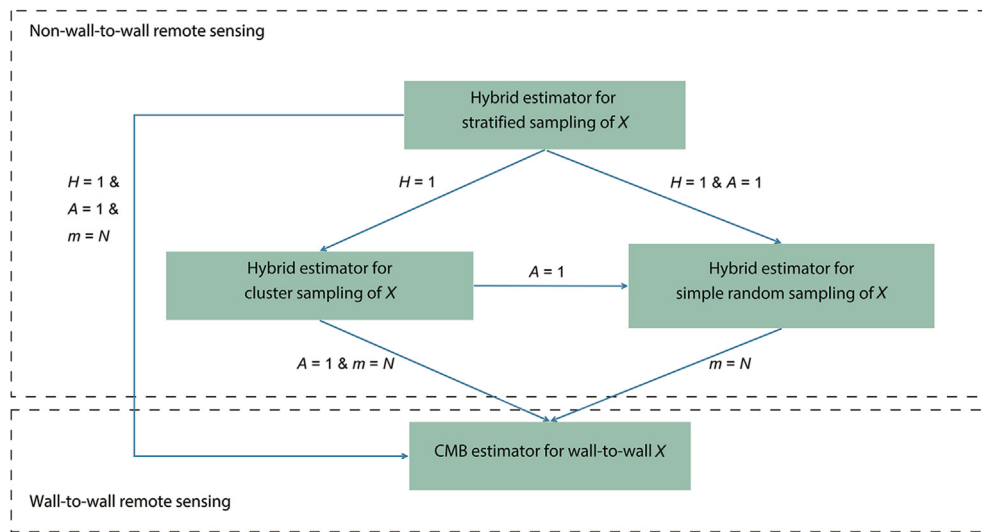 Non-wall-to-wall remote sensing
Hybrid estimator for
stratified sampling of X
H = 1 &
A = 1 &
m = N
H = 1
H = 1 & A = 1
Hybrid estimator for
cluster sampling of X
A = 1
Hybrid estimator for
simple random sampling of X
A = 1 & m = N
m = N
CMB estimator for wall-to-wall X
Wall-to-wall remote sensing